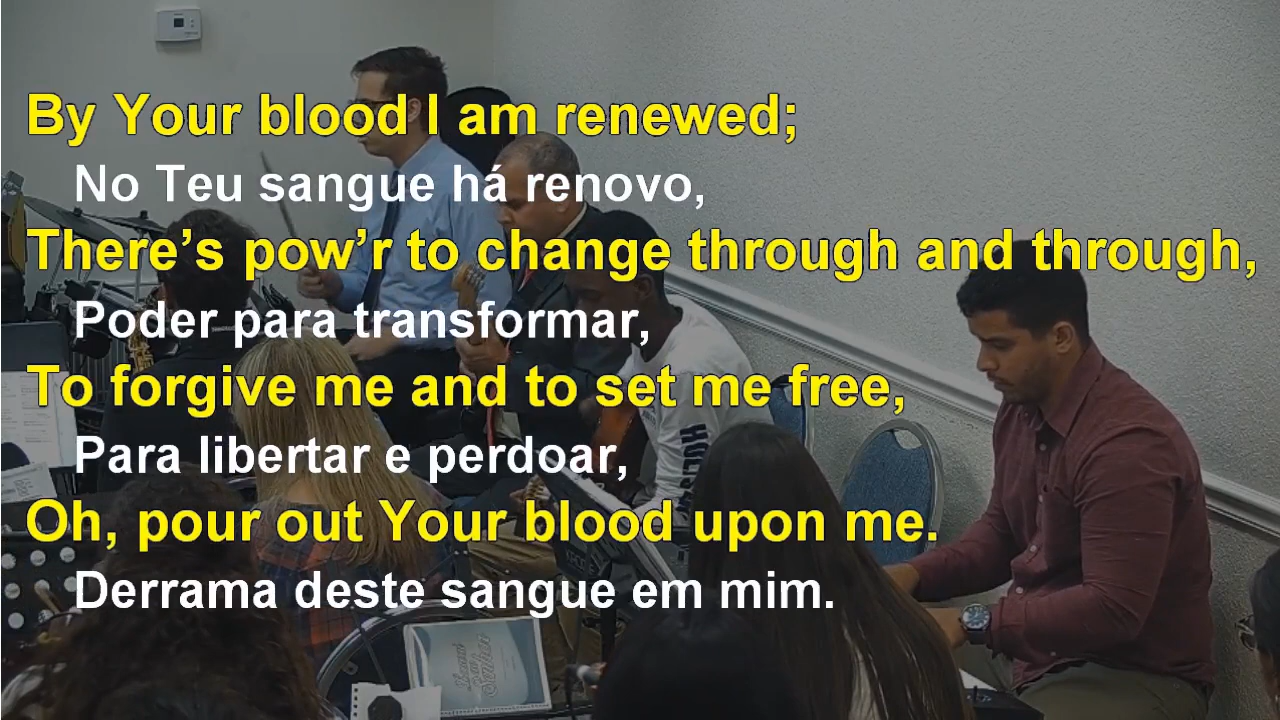 By Your blood I am renewed;
No Teu sangue há renovo,
There’s pow’r to change through and through,
Poder para transformar,
To forgive me and to set me free,
Para libertar e perdoar,
Oh, pour out Your blood upon me.
Derrama deste sangue em mim.